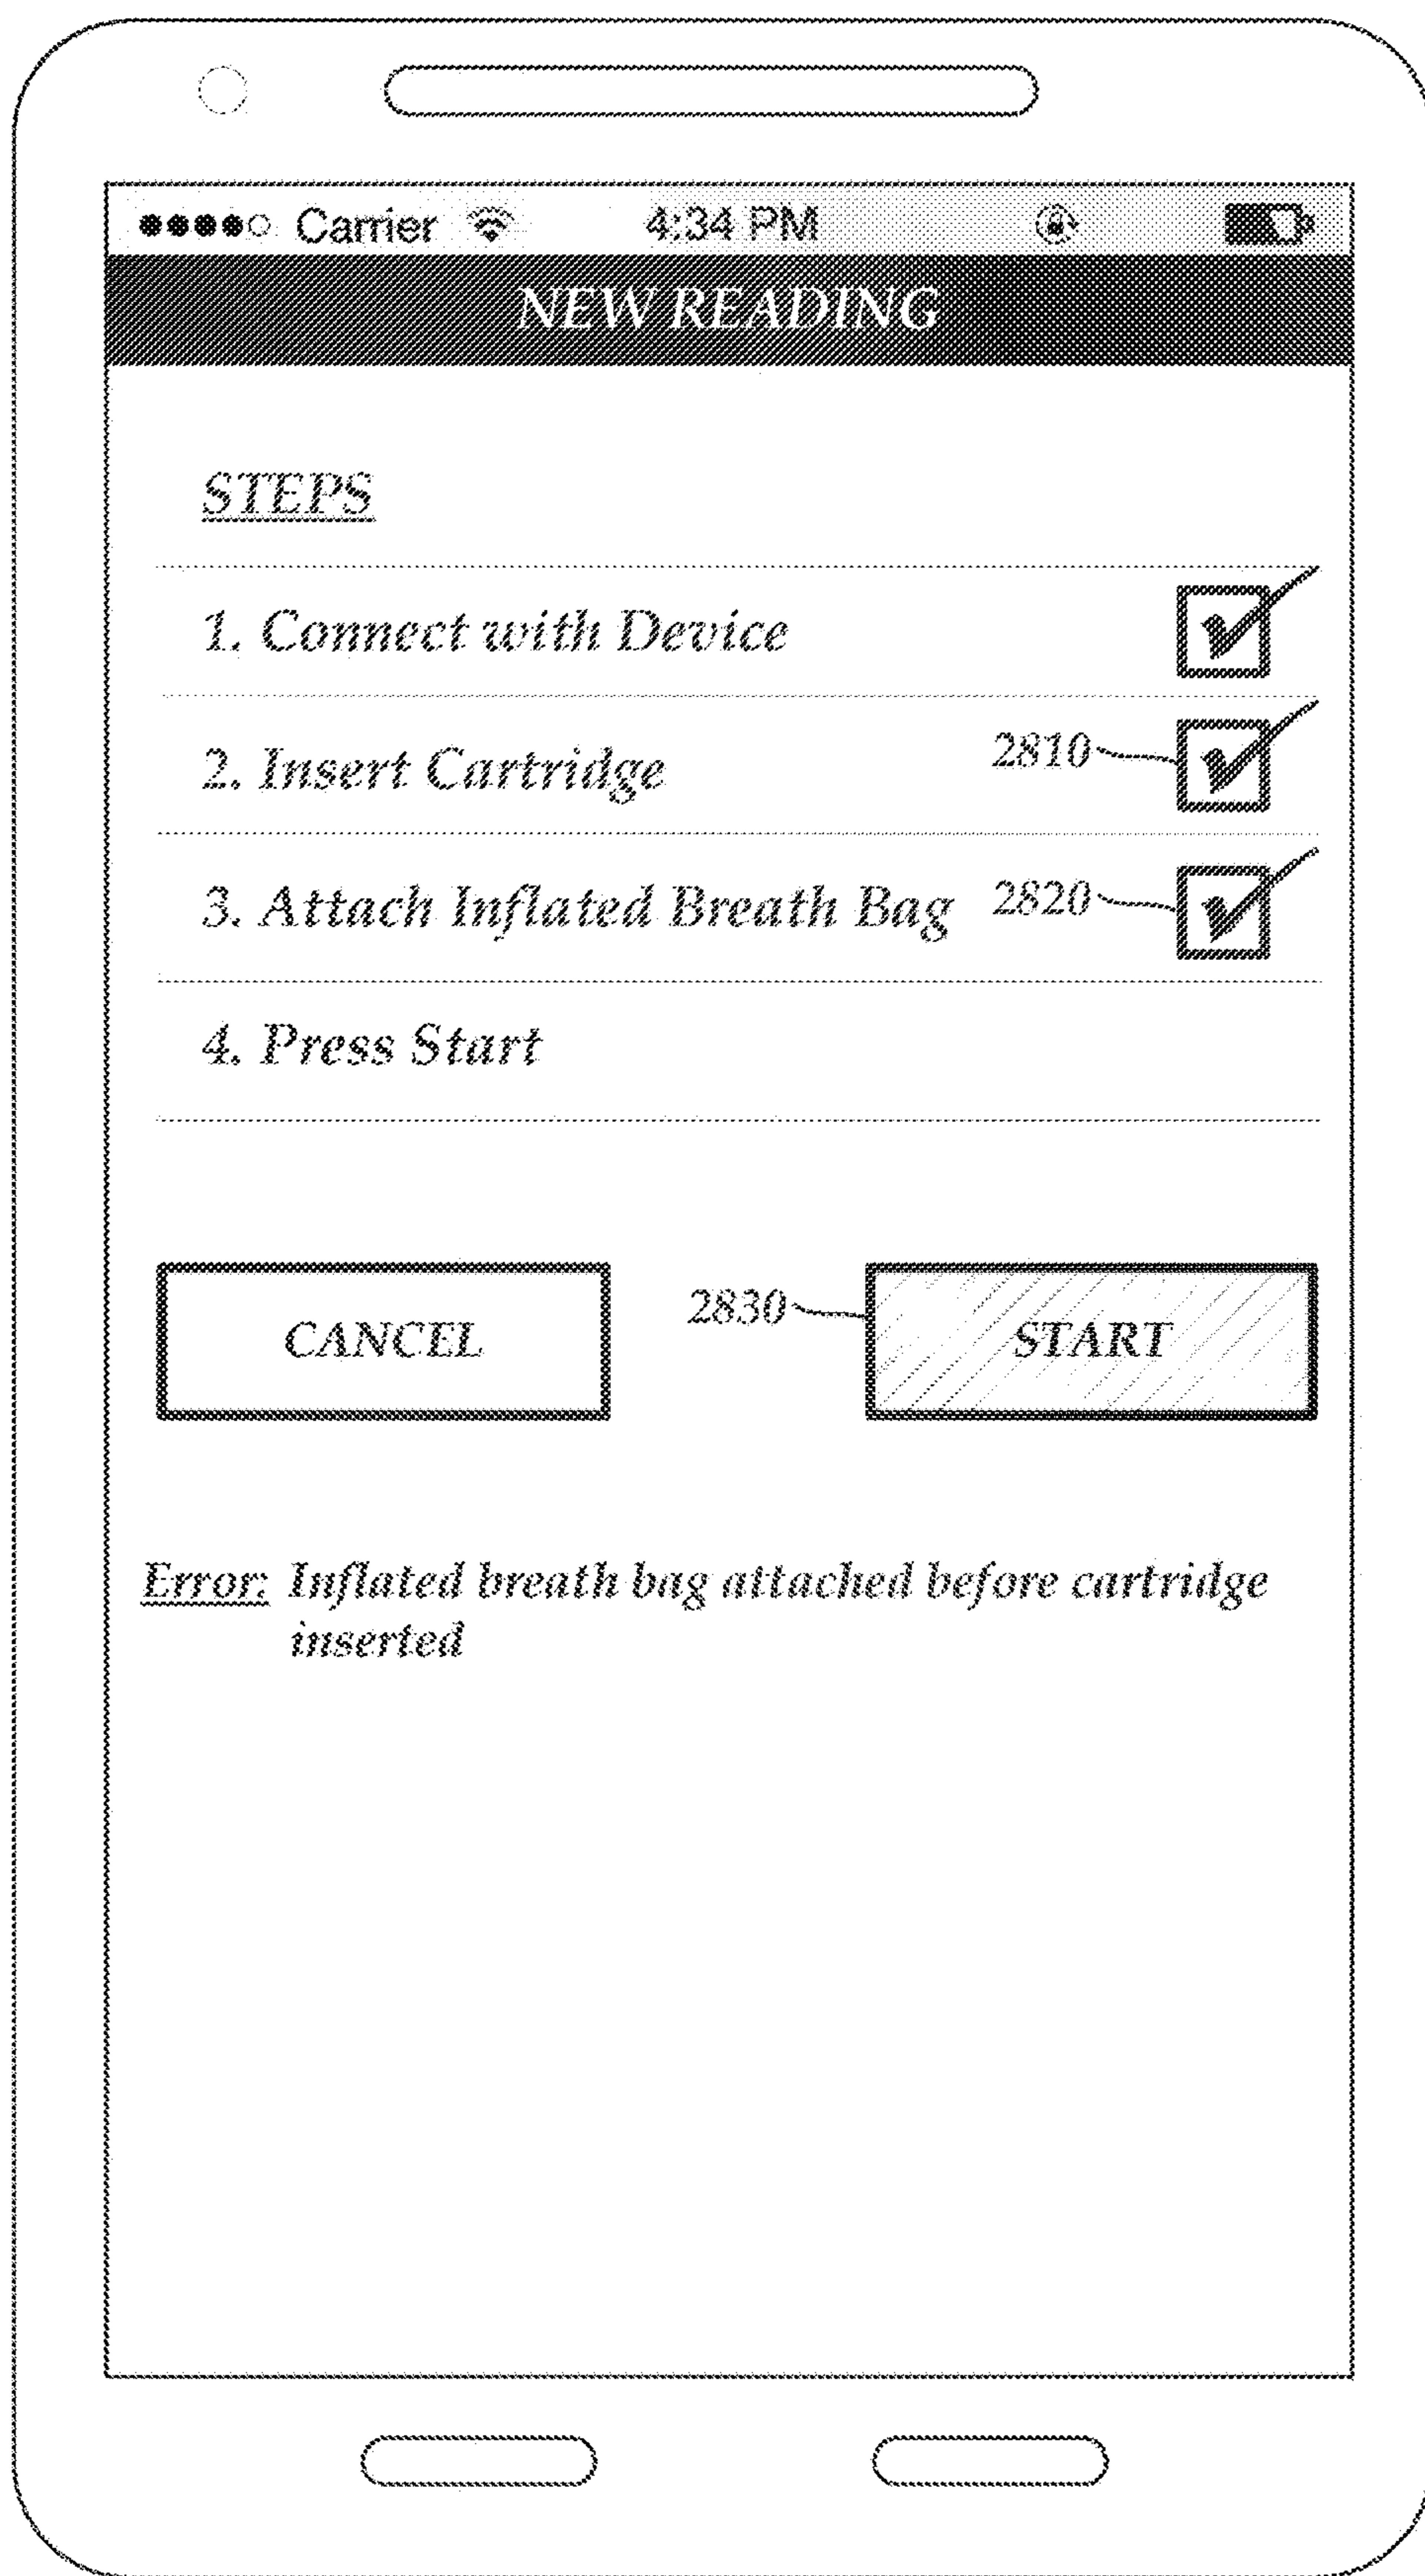 Carrier 4:34 PM
NEW READING
STEPS
1. Connect with Device
2. Insert Cartridge 2810
3. Attach Inflated Breath Bag 2820
4. Press Start
CANCEL 2830 START
Error: Inflated breath bag attached before cartridge
inserted